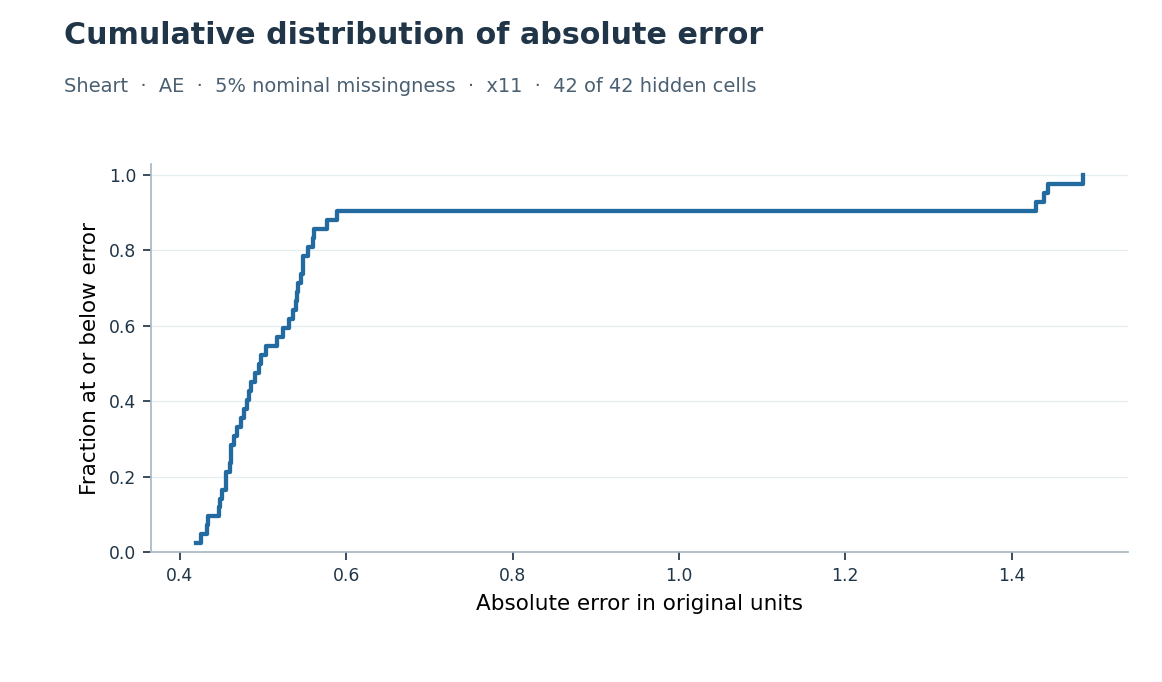 Cumulative distribution of absolute error
Sheart · AE · 5% nominal missingness · x11 · 42 of 42 hidden cells
Fraction at or below error
1.0
0.8
0.6
0.4
0.2
0.0
0.4 0.6 0.8 1.0 1.2 1.4
Absolute error in original units